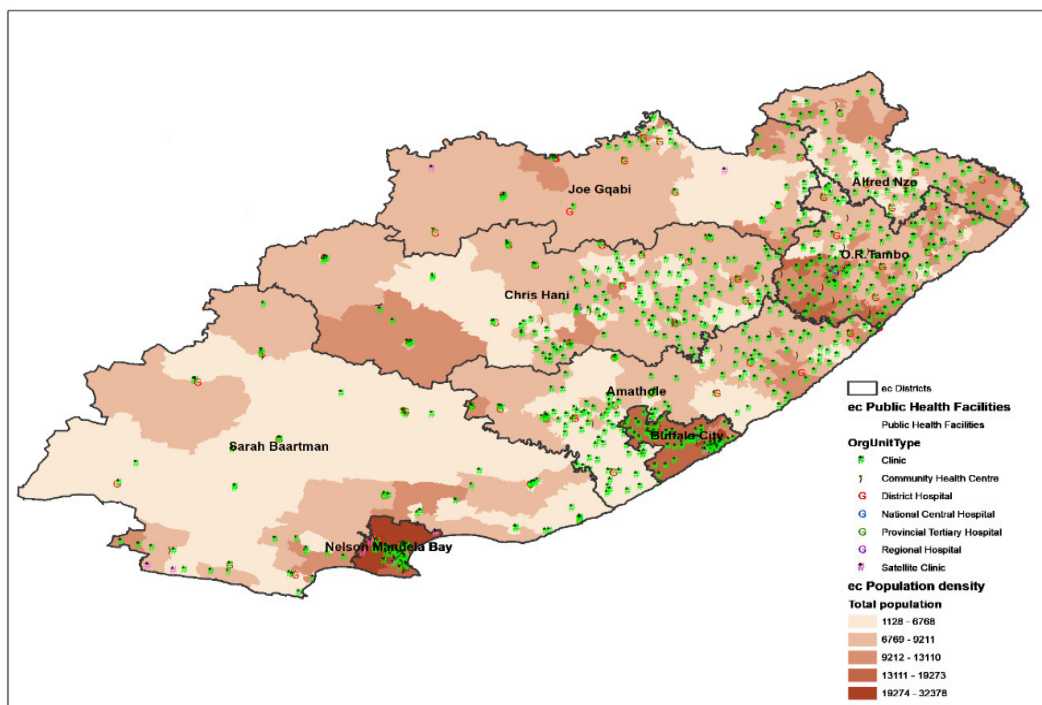 Alfred Nzo
Joe Gqabi
O.R.Tambo
Chris Hani
Amathole
Buffalo City
Sarah Baartman
Nelson Mandela Bay
ec Districts
ec Public Health Facilities
Public Health Facilities
OrgUnitType
Clinic
Community Health Centre
G District Hospital
G National Central Hospital
G Provincial Tertiary Hospital
G Regional Hospital
Satellite Clinic
ec Population density
Total population
1128 - 6768
6769 - 9211
9212 - 13110
13111 - 19273
19274 - 32378